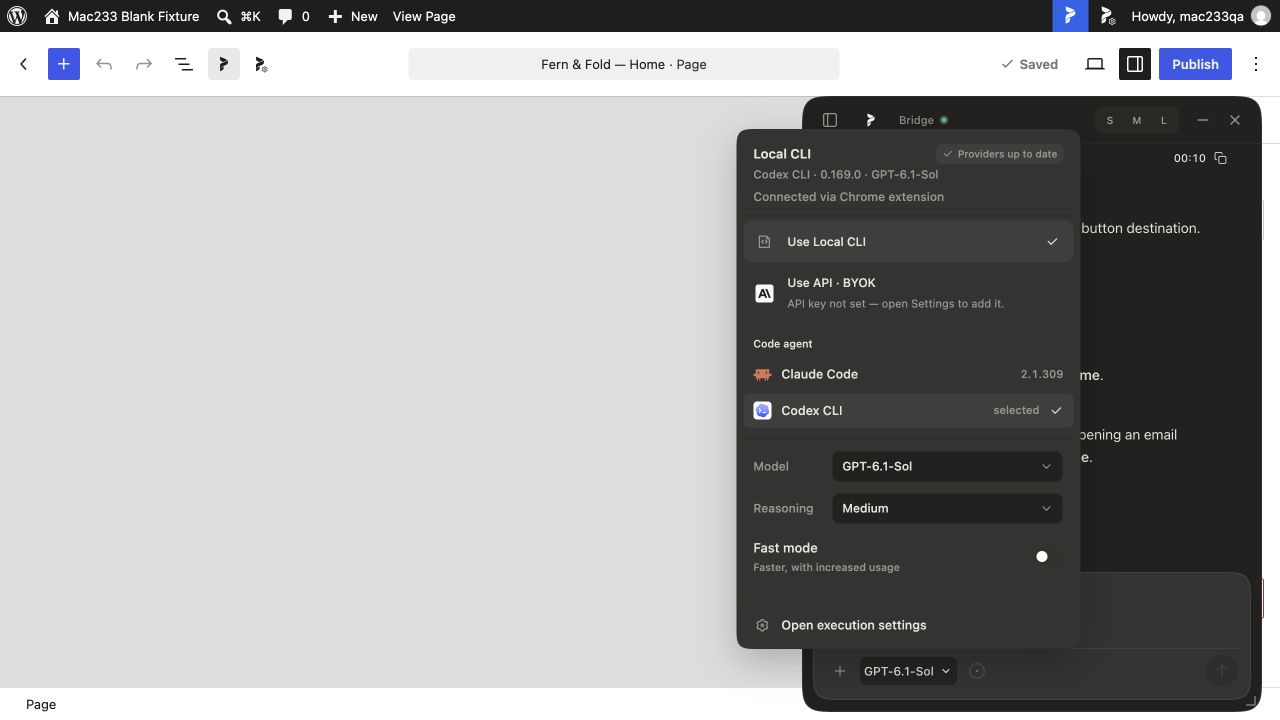 Mac233 Blank Fixture ⌘K 0 New View Page Howdy, mac233qa
Fern & Fold — Home · Page Saved Publish
Bridge S M L
Local CLI Providers up to date 00:10
Codex CLI · 0.169.0 · GPT-6.1-Sol
Connected via Chrome extension
button destination.
Use Local CLI
Use API · BYOK
API key not set — open Settings to add it.
Code agent
Claude Code 2.1.309
me.
Codex CLI selected
pening an email
e.
Model GPT-6.1-Sol
Reasoning Medium
Fast mode
Faster, with increased usage
Open execution settings
GPT-6.1-Sol
Page